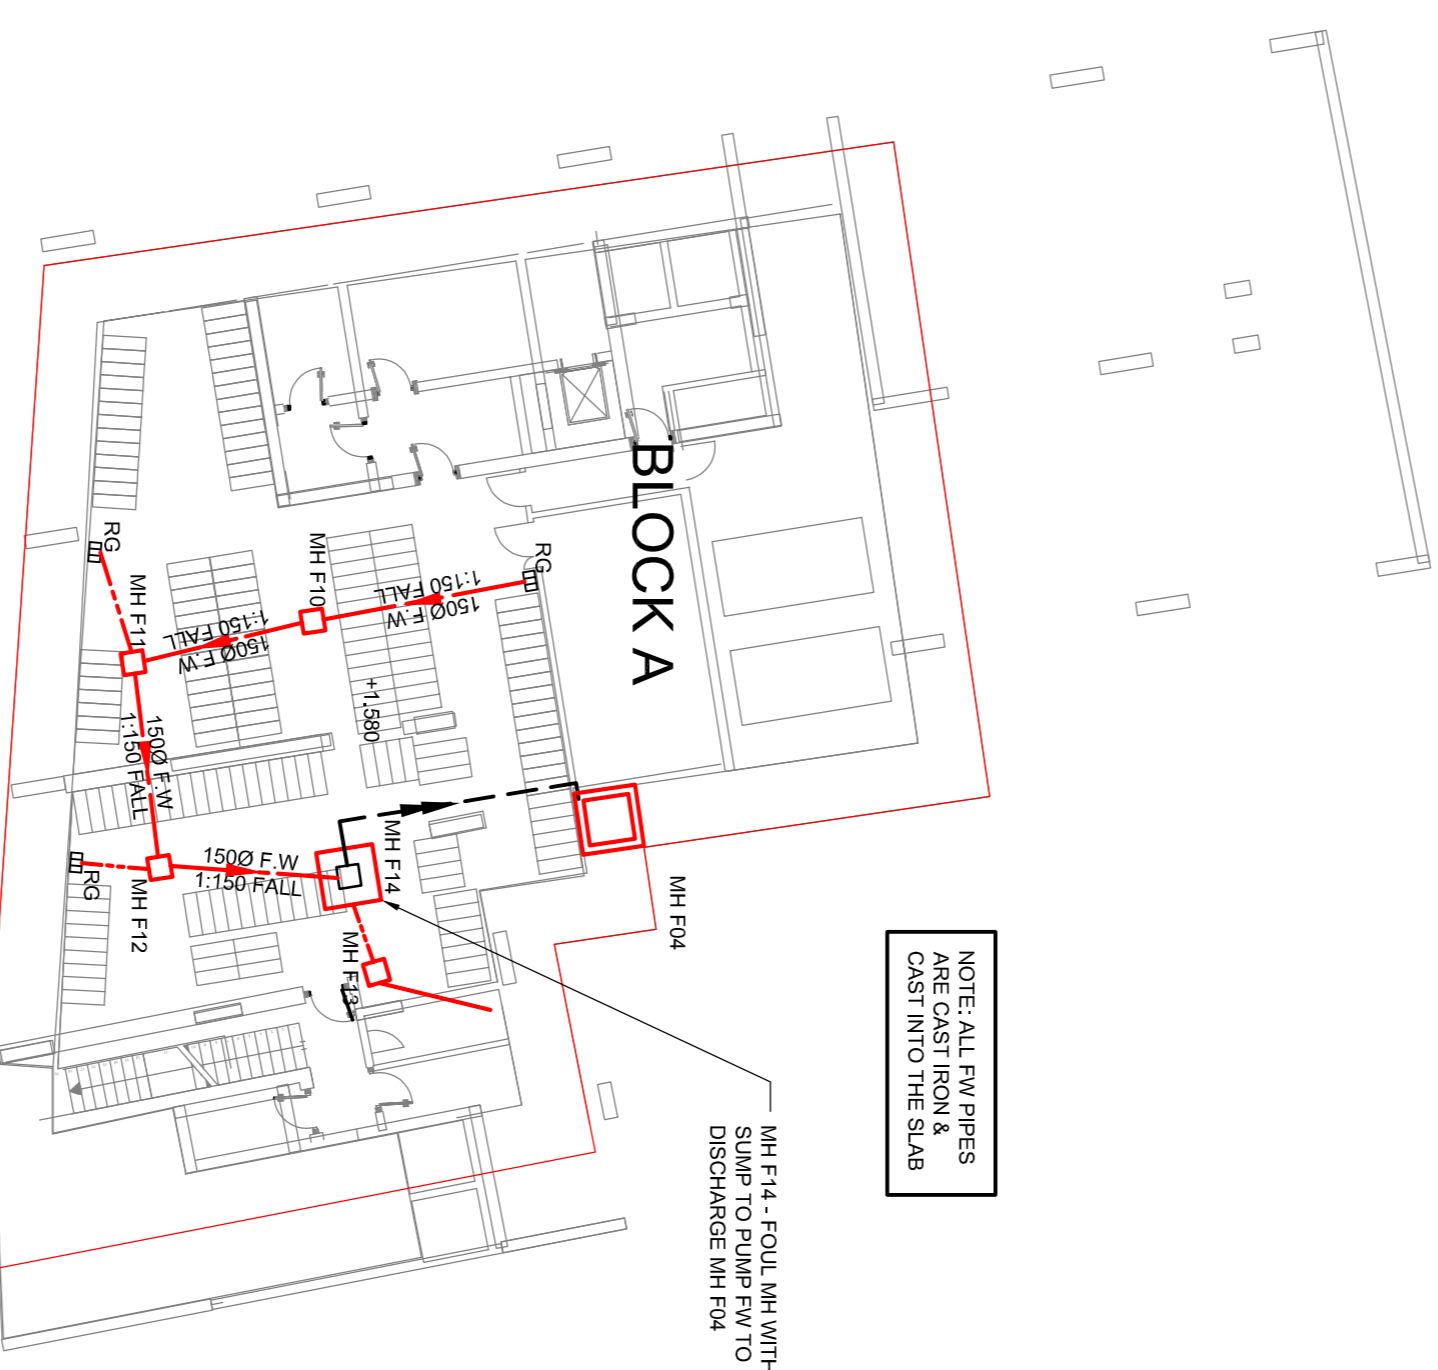 BLOCK A
RG
MH F10
RG
MH F11
1:150 FALL
150Ø F.W
1:150 FALL
150Ø F.W
+1.580
150Ø F.W
1:150 FALL
150Ø F.W
1:150 FALL
MH F14
RG
MH F12
MH F13
MH F04
NOTE: ALL FW PIPES
ARE CAST IRON &
CAST INTO THE SLAB
MH F14 - FOUL MH WITH
SUMP TO PUMP FW TO
DISCHARGE MH F04